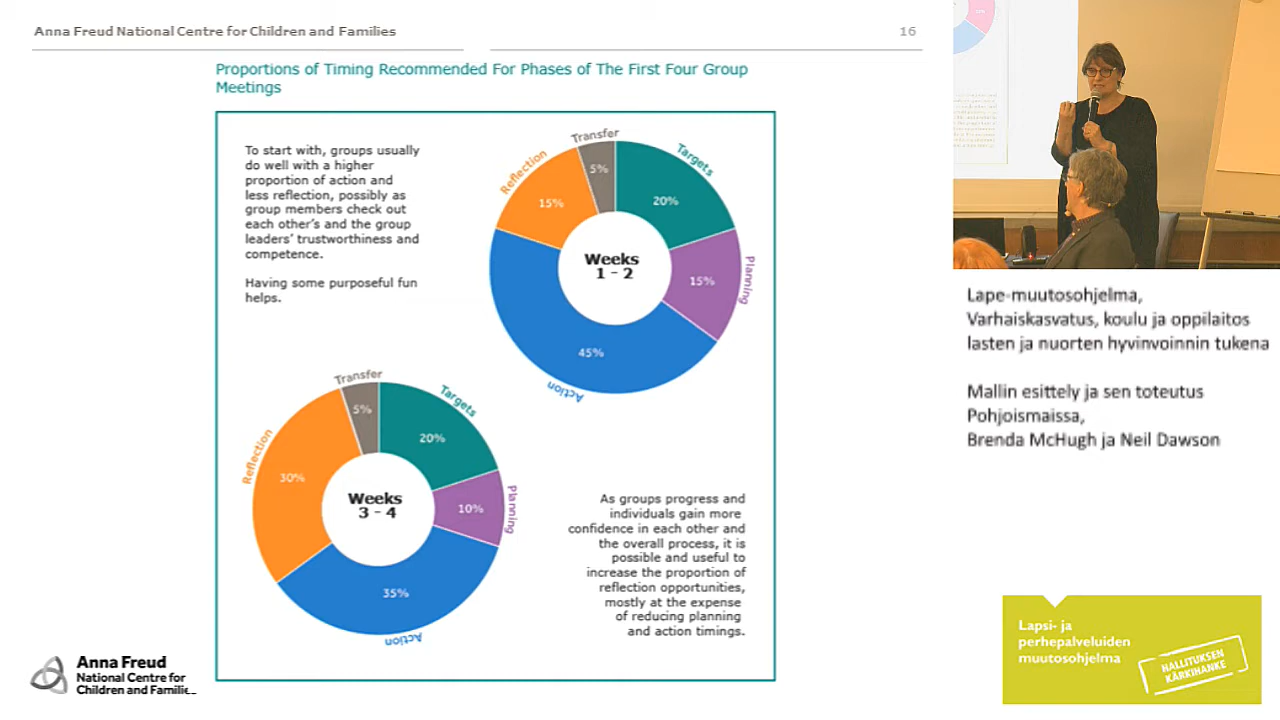 Anna Freud National Centre for Children and Families
16
Proportions of Timing Recommended For Phases of The First Four Group
Meetings
To start with, groups usually
do well with a higher
proportion of action and
less reflection, possibly as
group members check out
each other's and the group
leaders' trustworthiness and
competence.
Having some purposeful fun
helps.
Transfer
5%
Targets
20%
Reflection
15%
Weeks
1 - 2
Planning
15%
45%
Action
Transfer
5%
Targets
20%
Reflection
30%
Weeks
3 - 4
Planning
10%
35%
Action
As groups progress and
individuals gain more
confidence in each other and
the overall process, it is
possible and useful to
increase the proportion of
reflection opportunities,
mostly at the expense
of reducing planning
and action timings.
Anna Freud
National Centre for
Children and Familie
Lape-muutosohjelma,
Varhaiskasvatus, koulu ja oppilaitos
lasten ja nuorten hyvinvoinnin tukena
Mallin esittely ja sen toteutus
Pohjoismaissa,
Brenda McHugh ja Neil Dawson
Lapsi- ja
perhepalveluiden
muutosohjelma
HALLITUKSEN
KÄRKIHANKE